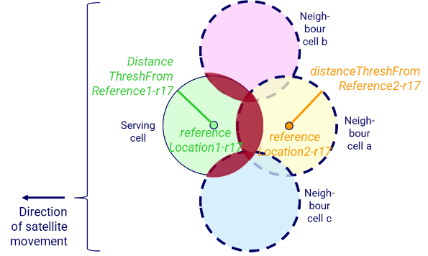 Neigh-
bour
cell b
Distance
ThreshFrom
Reference1-r17
distanceThreshFrom
Reference2-r17
Serving
cell
reference
Location1-r17
reference
Location2-r17
Neigh-
bour
cell a
Neigh-
bour
cell c
Direction
of satellite
movement